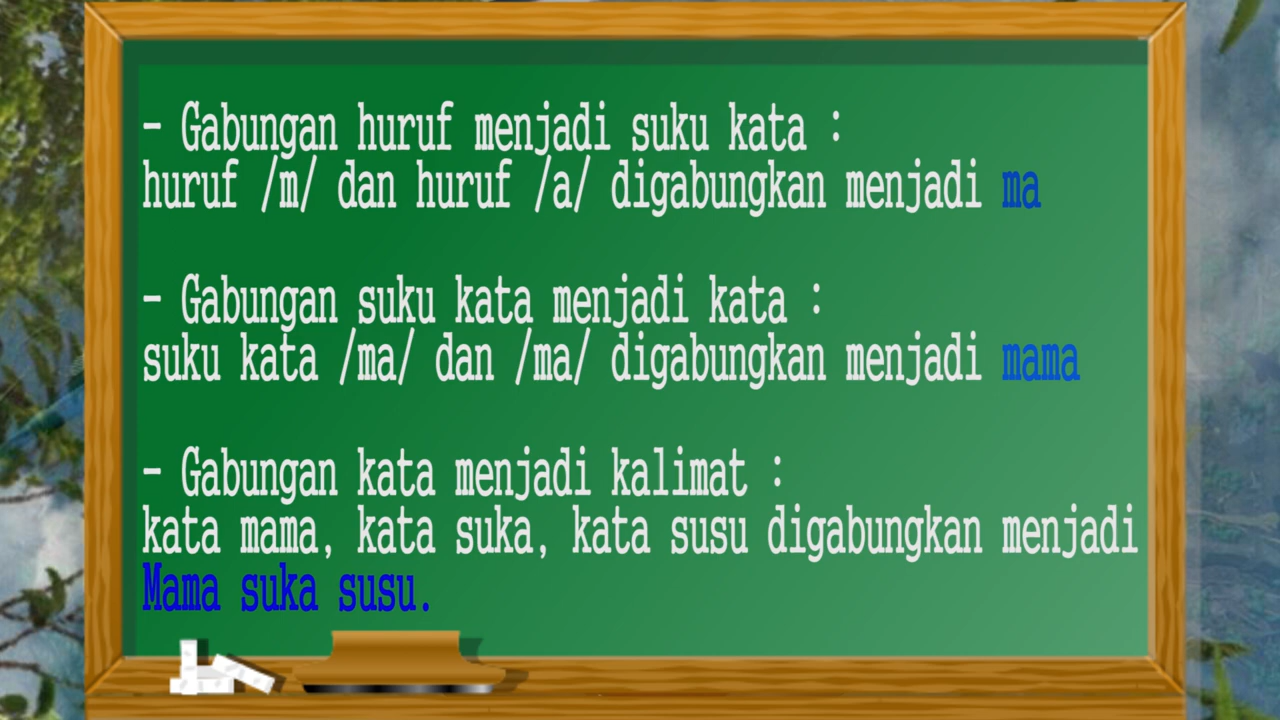 - Gabungan huruf menjadi suku kata :
huruf /m/ dan huruf /a/ digabungkan menjadi ma
- Gabungan suku kata menjadi kata :
suku kata /ma/ dan /ma/ digabungkan menjadi mama
- Gabungan kata menjadi kalimat :
kata mama, kata suka, kata susu digabungkan menjadi
Mama suka susu.